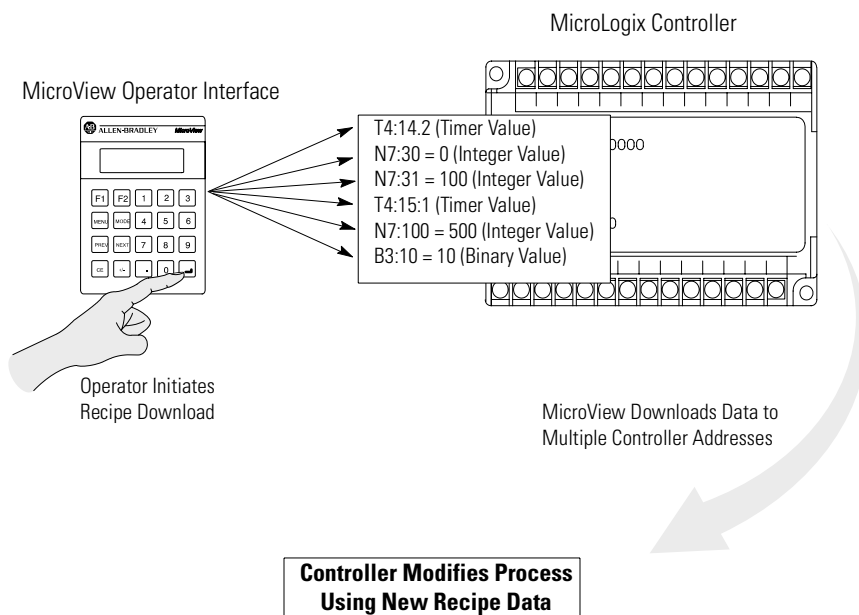 MicroLogix Controller
MicroView Operator Interface
ALLEN-BRADLEY MicroView
F1 F2 1 2 3
MENU MODE 4 5 6
PREV NEXT 7 8 9
CE +/- . 0
T4:14.2 (Timer Value)
N7:30 = 0 (Integer Value)
N7:31 = 100 (Integer Value)
T4:15:1 (Timer Value)
N7:100 = 500 (Integer Value)
B3:10 = 10 (Binary Value)
Operator Initiates
Recipe Download
MicroView Downloads Data to
Multiple Controller Addresses
Controller Modifies Process
Using New Recipe Data